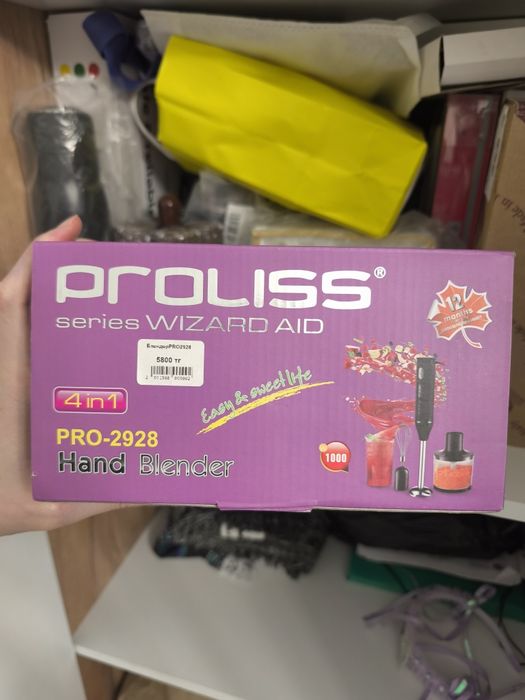 PROLISS®
series WIZARD AID
БлендерPRO2928
5800 тг
4 in 1
Easy & sweet life
PRO-2928
Hand Blender
12
months
1000